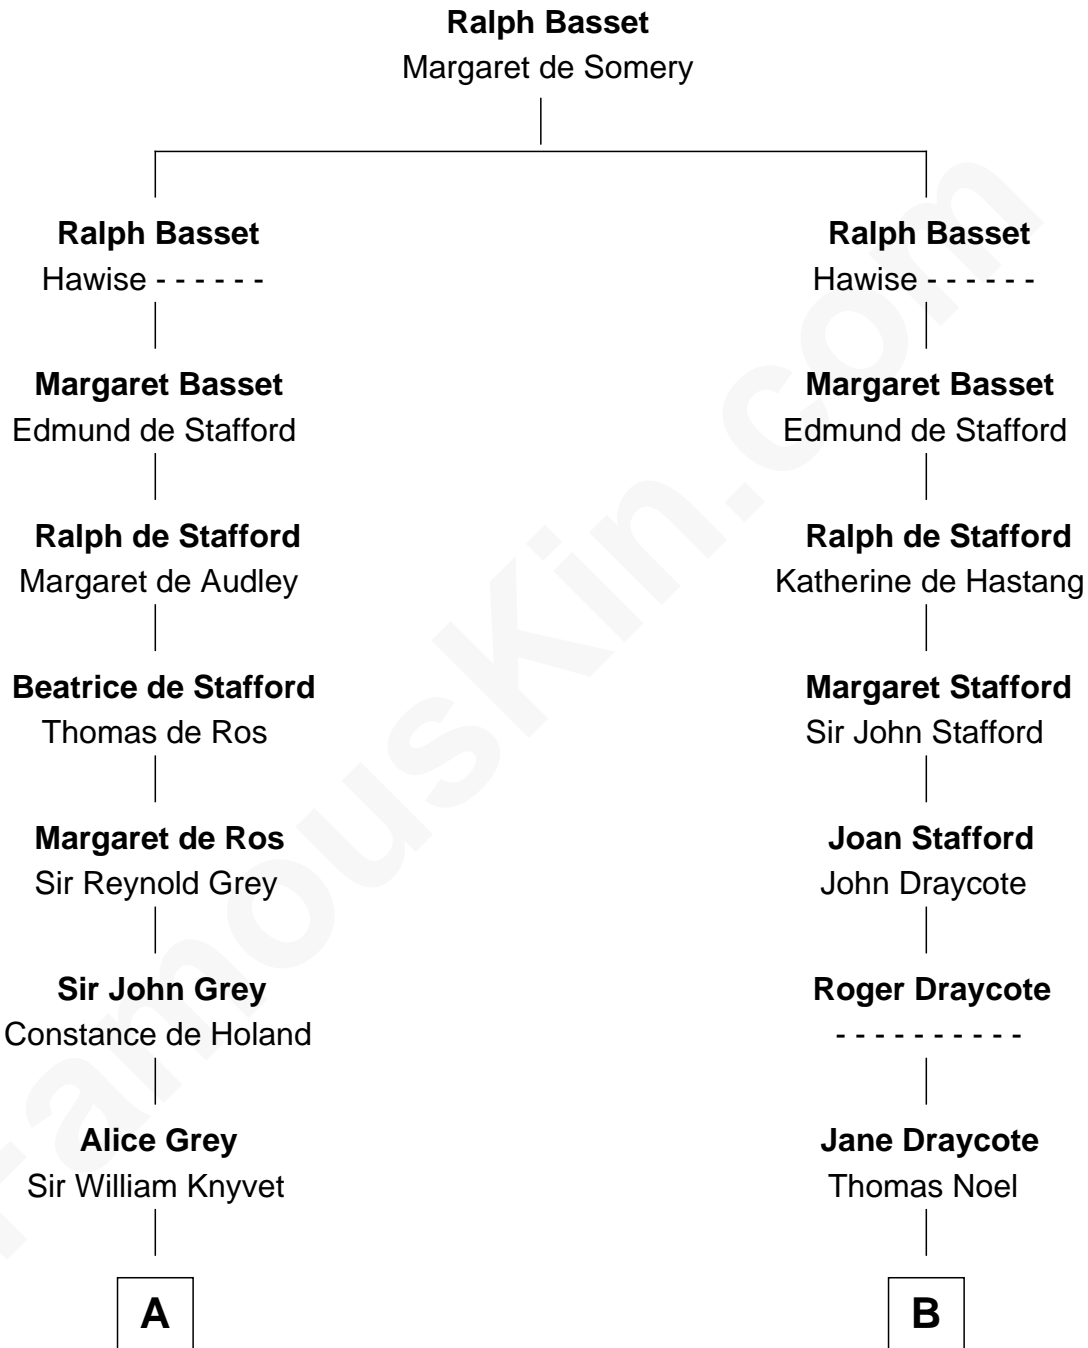 Ralph Basset
Margaret de Somery
Ralph Basset
Hawise - - - - - -
Margaret Basset
Edmund de Stafford
Ralph de Stafford
Margaret de Audley
Beatrice de Stafford
Thomas de Ros
Margaret de Ros
Sir Reynold Grey
Sir John Grey
Constance de Holand
Alice Grey
Sir William Knyvet
A
Ralph Basset
Hawise - - - - - -
Margaret Basset
Edmund de Stafford
Ralph de Stafford
Katherine de Hastang
Margaret Stafford
Sir John Stafford
Joan Stafford
John Draycote
Roger Draycote
- - - - - - - - - -
Jane Draycote
Thomas Noel
B
FamousKin.com